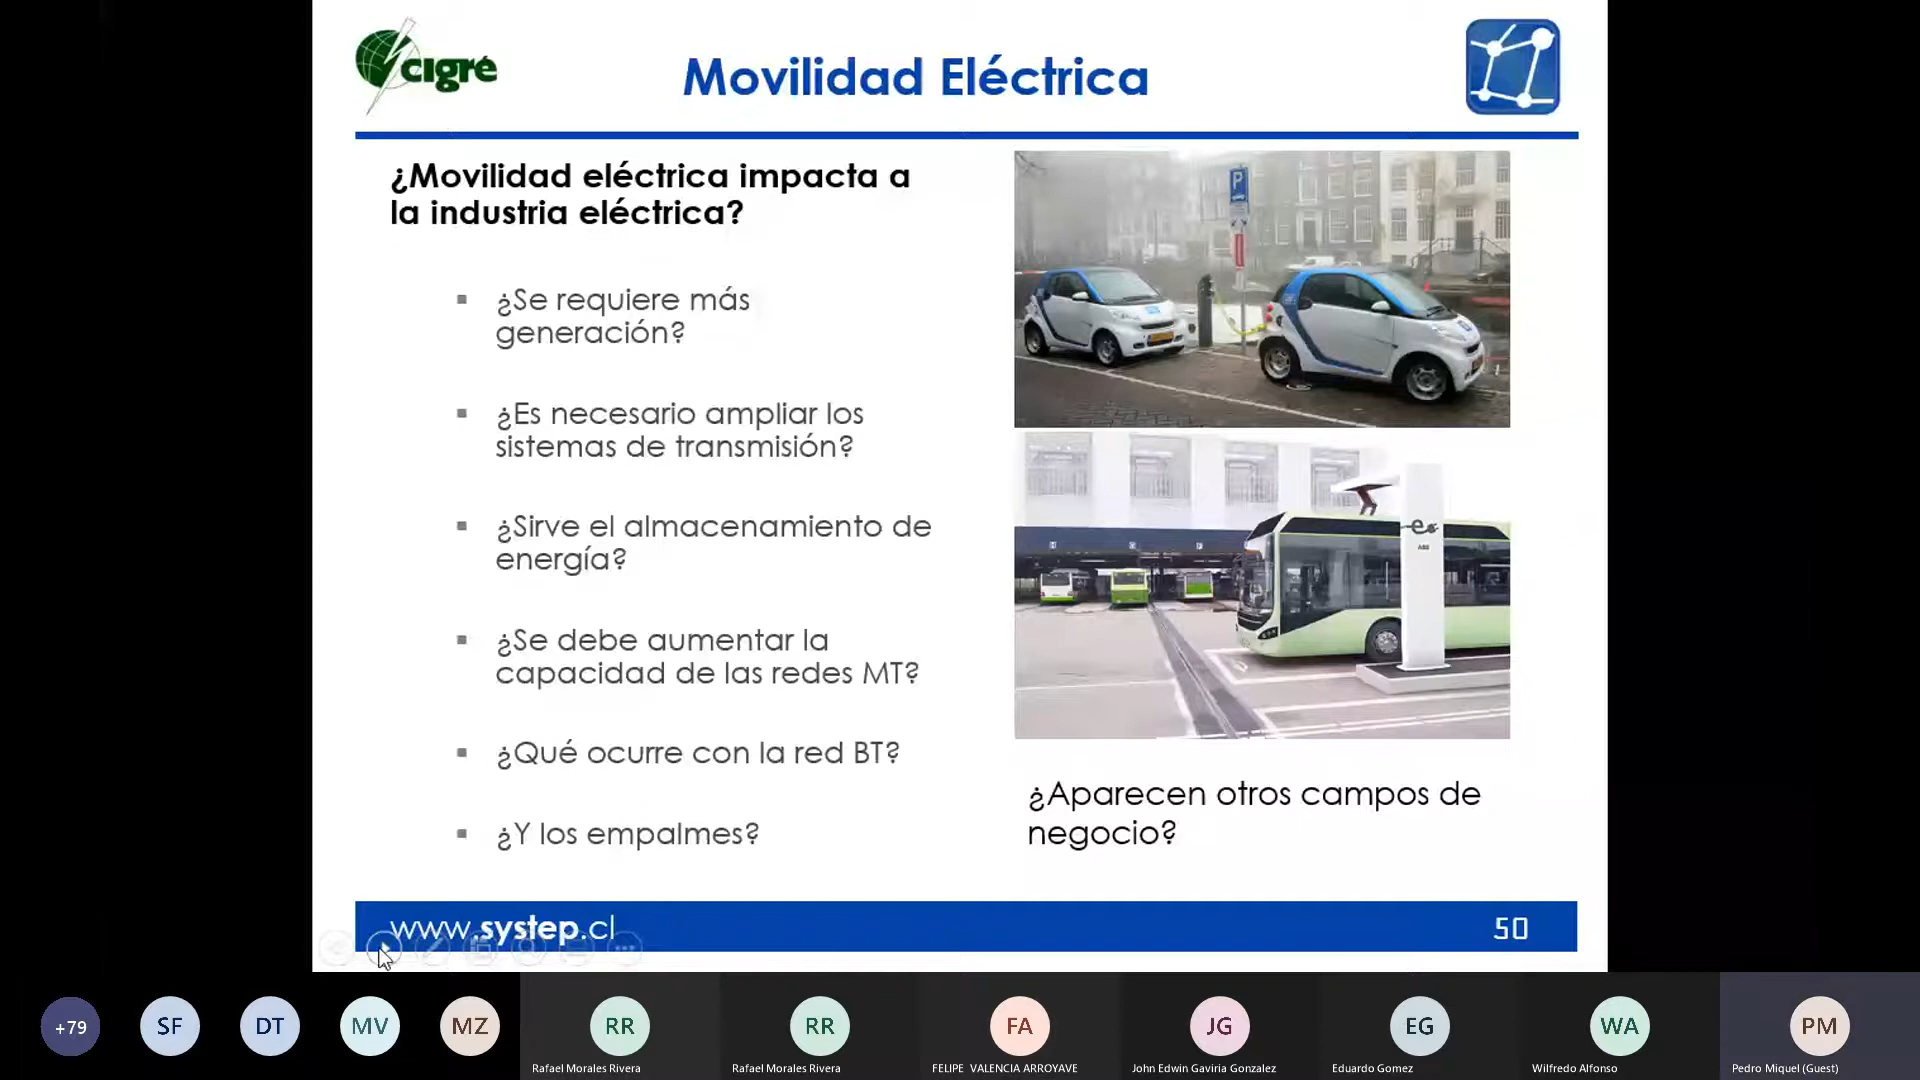 cigré
Movilidad Eléctrica
¿Movilidad eléctrica impacta a
la industria eléctrica?
¿Se requiere más
generación?
¿Es necesario ampliar los
sistemas de transmisión?
¿Sirve el almacenamiento de
energía?
¿Se debe aumentar la
capacidad de las redes MT?
¿Qué ocurre con la red BT?
¿Y los empalmes?
P
ABB
¿Aparecen otros campos de
negocio?
www.systep.cl
50
+79
SF
DT
MV
MZ
RR
RR
FA
JG
EG
WA
PM
Rafael Morales Rivera
Rafael Morales Rivera
FELIPE VALENCIA ARROYAVE
John Edwin Gaviria Gonzalez
Eduardo Gomez
Wilfredo Alfonso
Pedro Miquel (Guest)